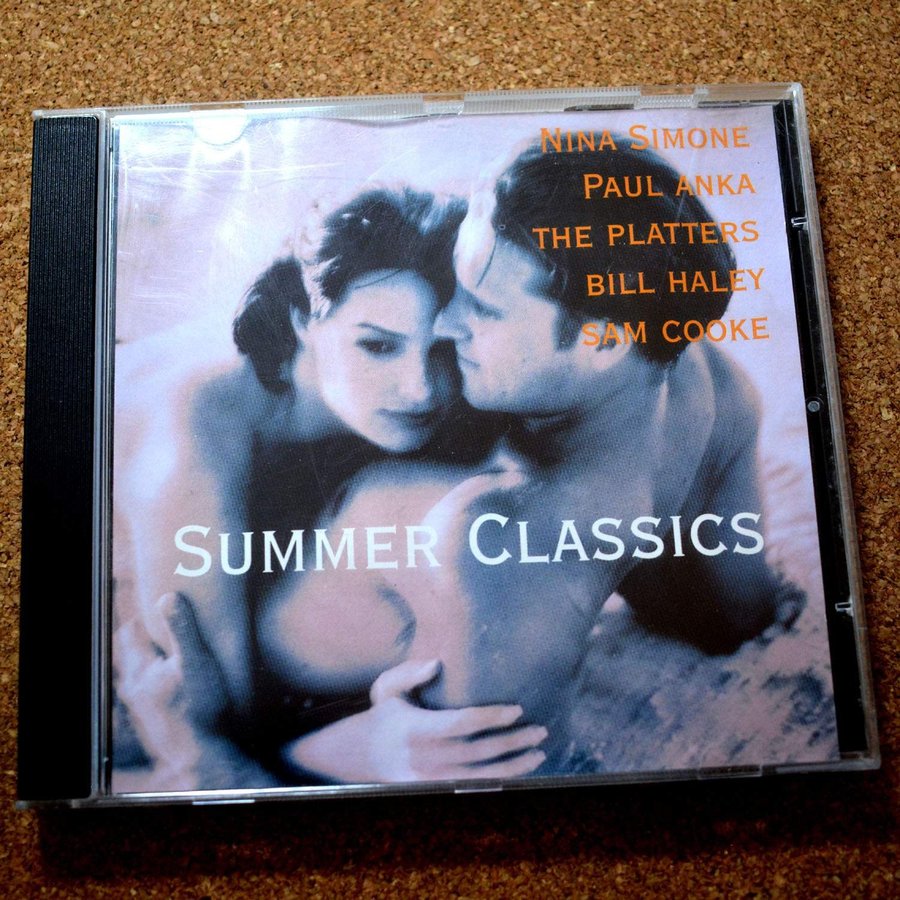 NINA SIMONE
PAUL ANKA
THE PLATTERS
BILL HALEY
SAM COOKE
SUMMER CLASSICS